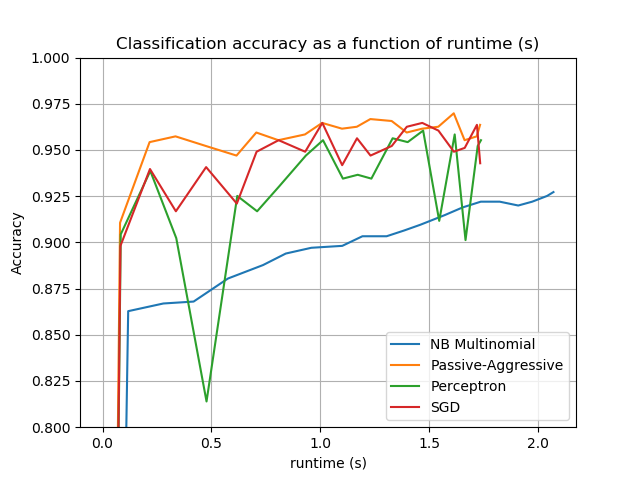 Classification accuracy as a function of runtime (s)
1.000
0.975
0.950
0.925
0.900
0.875
0.850
0.825
0.800
Accuracy
0.0 0.5 1.0 1.5 2.0
runtime (s)
NB Multinomial
Passive-Aggressive
Perceptron
SGD